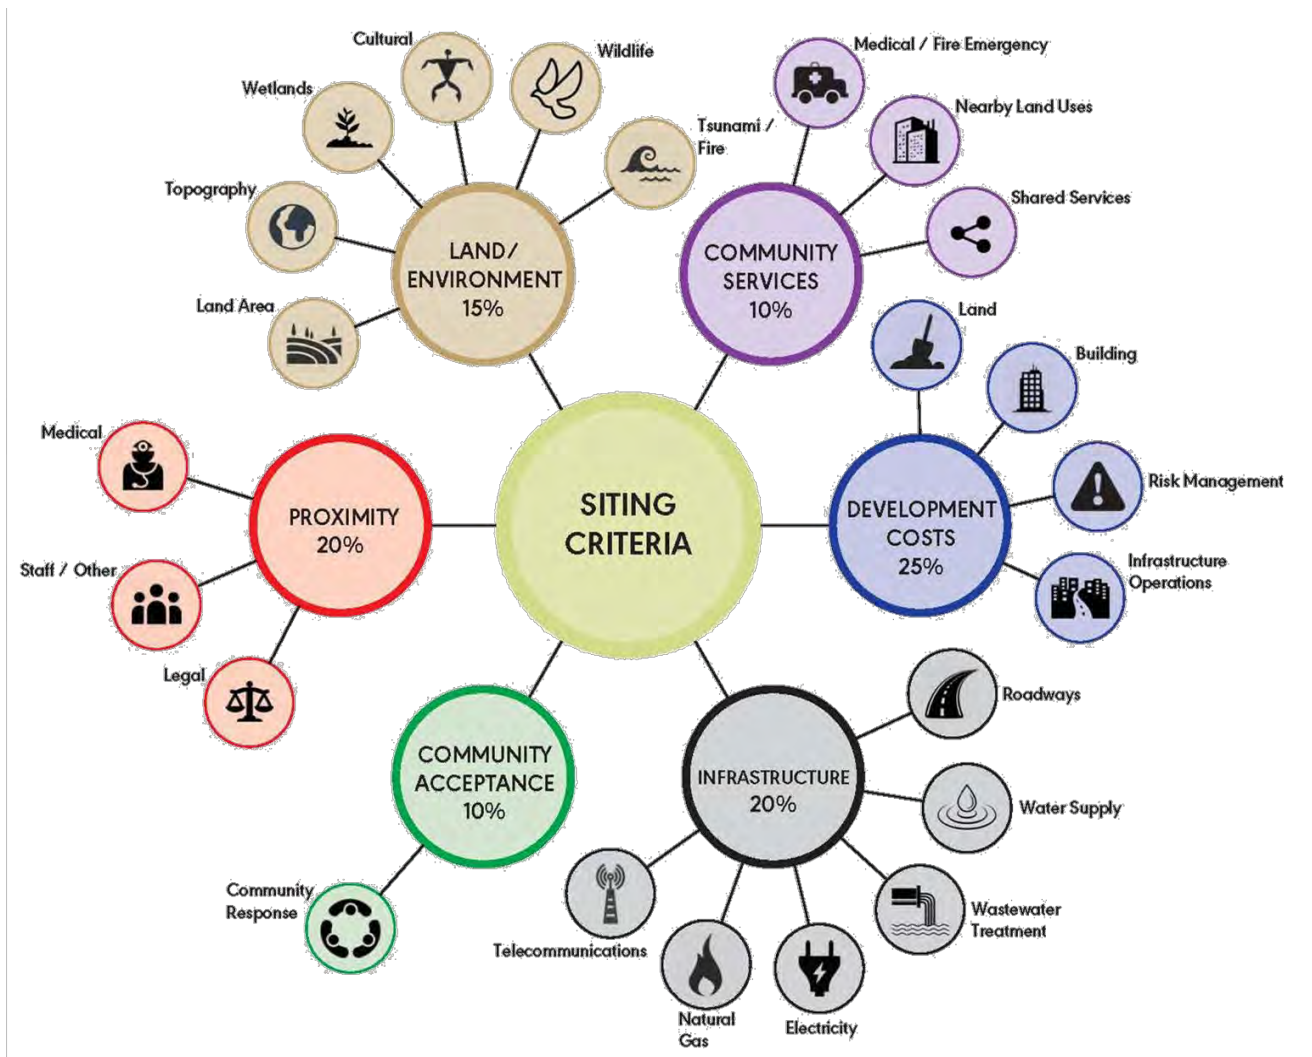 Cultural
Wildlife
Wetlands
Tsunami /
Fire
Topography
Land Area
LAND/
ENVIRONMENT
15%
Medical / Fire Emergency
Nearby Land Uses
Shared Services
COMMUNITY
SERVICES
10%
Land
Building
Risk Management
Infrastructure
Operations
DEVELOPMENT
COSTS
25%
SITING
CRITERIA
Medical
Staff / Other
Legal
PROXIMITY
20%
COMMUNITY
ACCEPTANCE
10%
Community
Response
INFRASTRUCTURE
20%
Roadways
Water Supply
Wastewater
Treatment
Electricity
Natural
Gas
Telecommunications